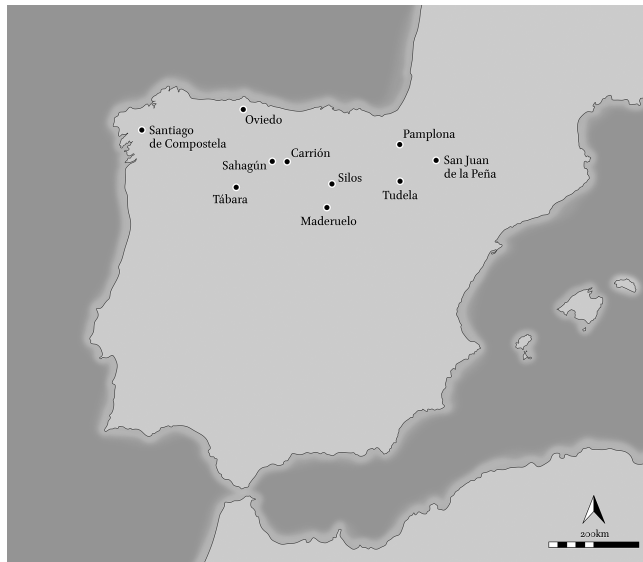 Oviedo
Santiago
de Compostela
Pamplona
Carrión
Sahagún
San Juan
de la Peña
Silos
Tábara
Tudela
Maderuelo
200km